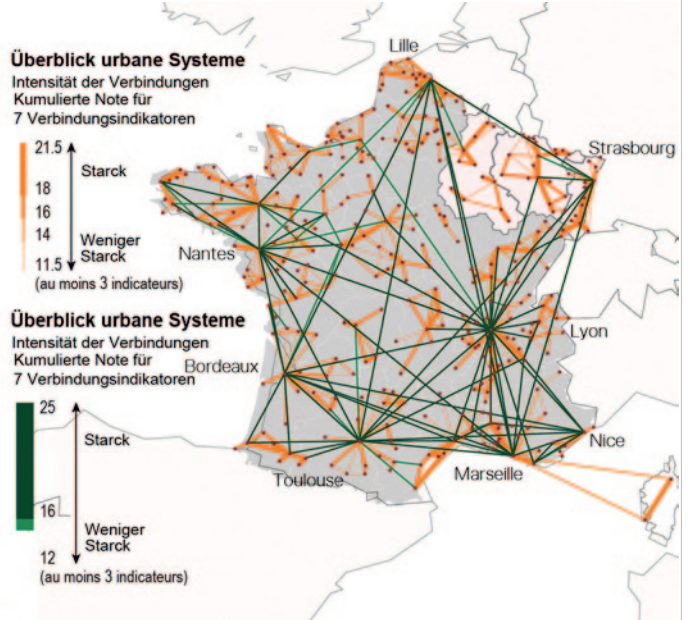 Lille
Überblick urbane Systeme
Intensität der Verbindungen
Kumulierte Note für
7 Verbindungsindikatoren
21.5
Starck
18
16
14
Weniger
Starck
11.5
(au moins 3 indicateurs)
Strasbourg
Nantes
Überblick urbane Systeme
Intensität der Verbindungen
Kumulierte Note für
7 Verbindungsindikatoren
Lyon
Bordeaux
25
Starck
16
Weniger
Starck
12
(au moins 3 indicateurs)
Nice
Marseille
Toulouse